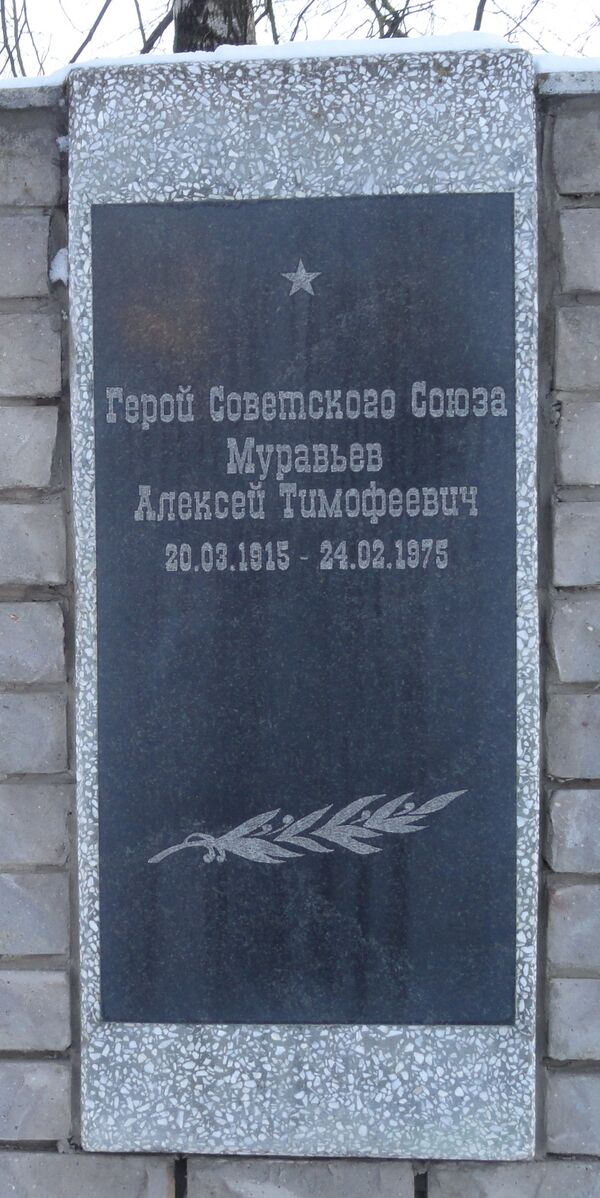 Герой Советского Союза
Муравьев
Алексей Тимофеевич
20.03.1915 - 24.02.1975